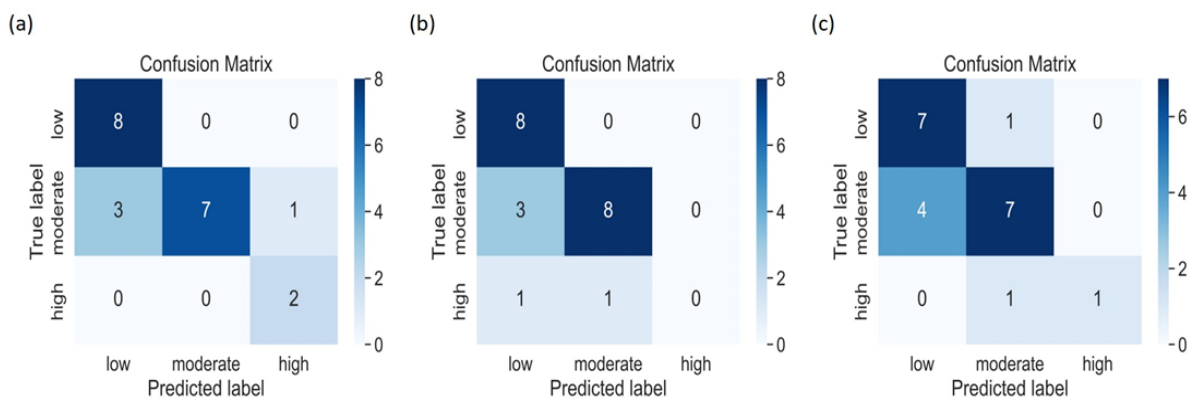 (a)
Confusion Matrix
True label
low
moderate
high
8 0 0
3 7 1
0 0 2
low moderate high
Predicted label
8
6
4
2
0
(b)
Confusion Matrix
True label
low
moderate
high
8 0 0
3 8 0
1 1 0
low moderate high
Predicted label
8
6
4
2
0
(c)
Confusion Matrix
True label
low
moderate
high
7 1 0
4 7 0
0 1 1
low moderate high
Predicted label
6
4
2
0